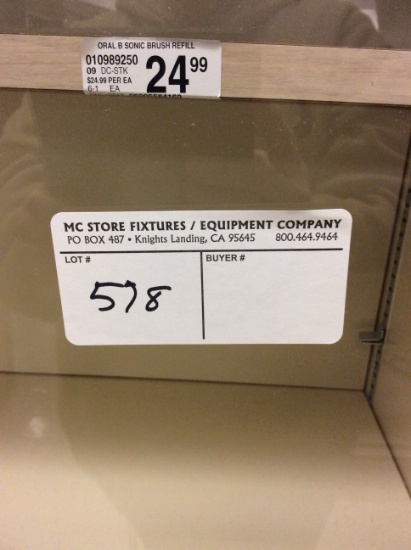 ORAL B SONIC BRUSH REFILL
010989250
09 DC-STK
$24.99 PER EA
6-1 EA
24 99
MC STORE FIXTURES / EQUIPMENT COMPANY
PO BOX 487 • Knights Landing, CA 95645 800.464.9464
LOT # BUYER #
578